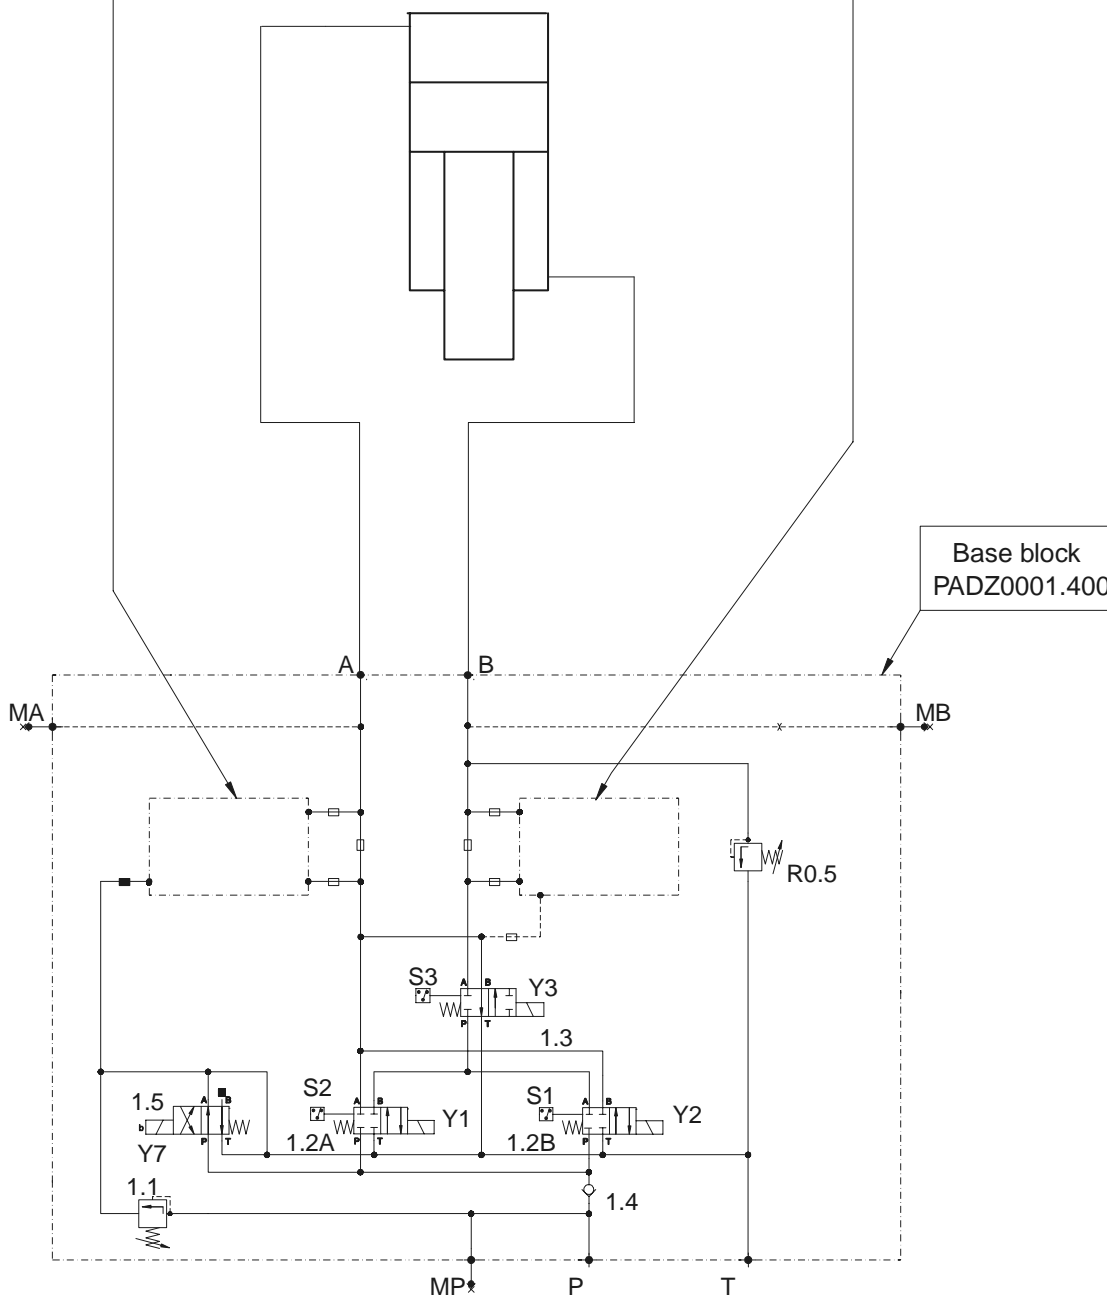 Base block
PADZ0001.400
A
B
MA
MB
R0.5
S3
A
B
Y3
P
T
1.3
1.5
A
B
b
P
T
Y7
S2
A
B
Y1
P
T
1.2A
S1
A
B
Y2
P
T
1.2B
1.1
1.4
MP
P
T